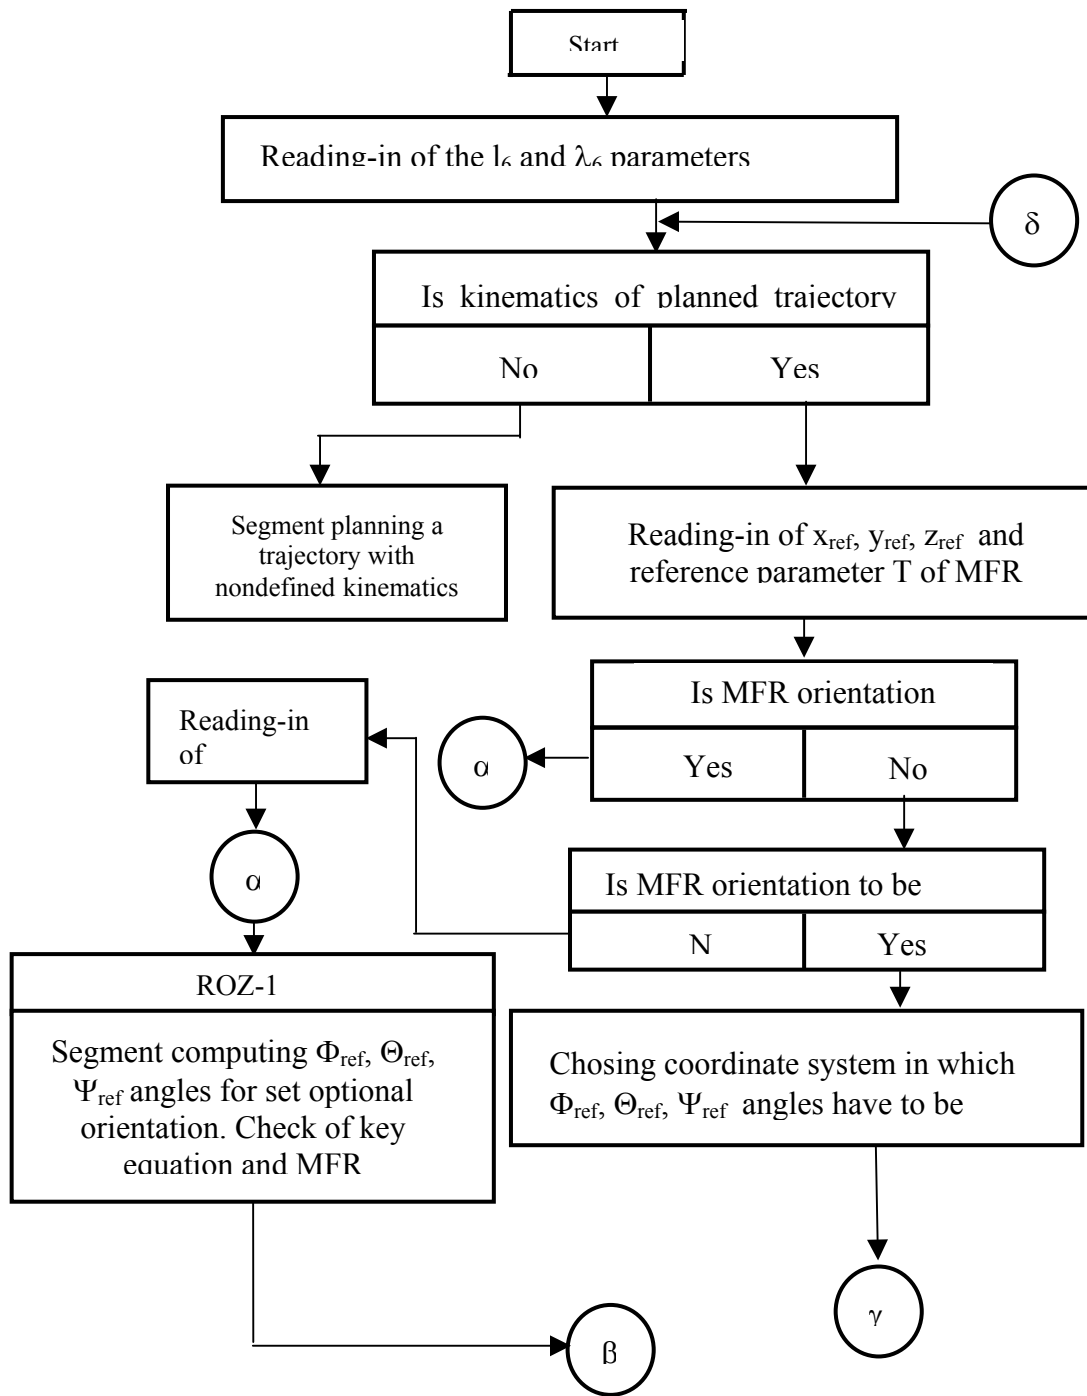 Start
Reading-in of the l₆ and λ₆ parameters
δ
Is kinematics of planned trajectory
No
Yes
Segment planning a
trajectory with
nondefined kinematics
Reading-in of xref, yref, zref and
reference parameter T of MFR
Is MFR orientation
Yes
No
α
Reading-in
of
α
Is MFR orientation to be
N
Yes
ROZ-1
Segment computing Φref, Θref,
Ψref angles for set optional
orientation. Check of key
equation and MFR
Chosing coordinate system in which
Φref, Θref, Ψref angles have to be
γ
β